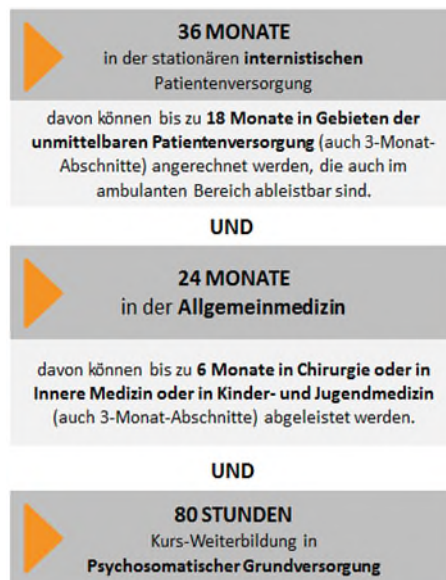 36 MONATE
in der stationären internistischen
Patientenversorgung
davon können bis zu 18 Monate in Gebieten der
unmittelbaren Patientenversorgung (auch 3-Monat-
Abschnitte) angerechnet werden, die auch im
ambulanten Bereich ableistbar sind.
UND
24 MONATE
in der Allgemeinmedizin
davon können bis zu 6 Monate in Chirurgie oder in
Innere Medizin oder in Kinder- und Jugendmedizin
(auch 3-Monat-Abschnitte) abgeleistet werden.
UND
80 STUNDEN
Kurs-Weiterbildung in
Psychosomatischer Grundversorgung